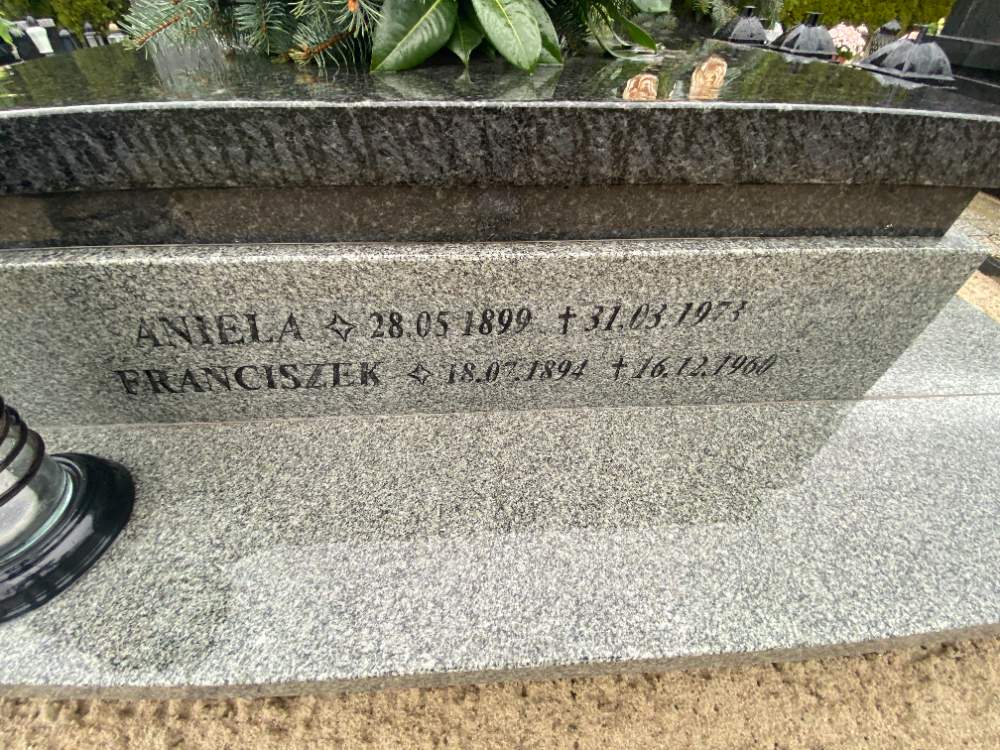 ANIELA ✧ 28.05 1899 †31.03.1973
FRANCISZEK ✧ 18.07.1894 †16.12.1960